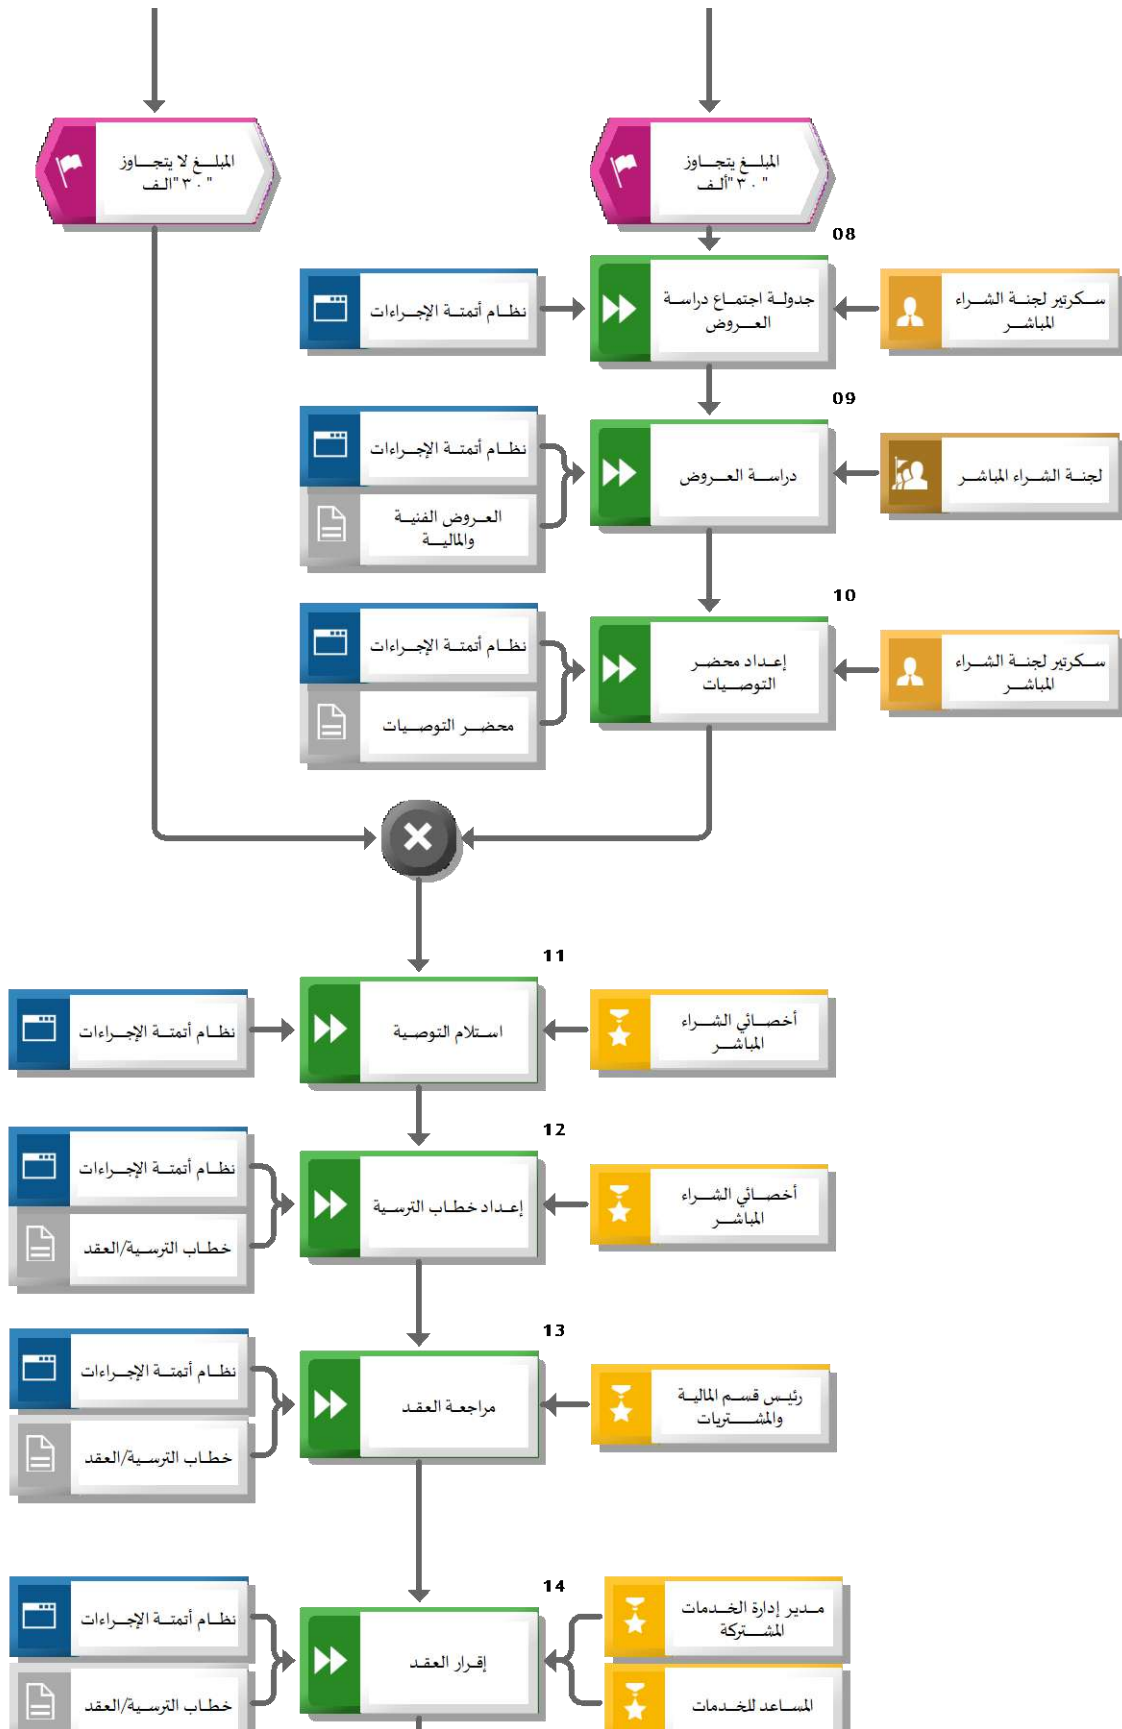 المبلغ يتجاوز
"٣٠" ألف
المبلغ لا يتجاوز
"٣٠" الف
08
سكرتير لجنة الشراء
المباشر
جدولة اجتماع دراسة
العروض
نظام أتمتة الإجراءات
09
لجنة الشراء المباشر
دراسة العروض
نظام أتمتة الإجراءات
العروض الفنية
والمالية
10
سكرتير لجنة الشراء
المباشر
إعداد محضر
التوصيات
نظام أتمتة الإجراءات
محضر التوصيات
11
أخصائي الشراء
المباشر
استلام التوصية
نظام أتمتة الإجراءات
12
أخصائي الشراء
المباشر
إعداد خطاب الترسية
نظام أتمتة الإجراءات
خطاب الترسية/العقد
13
رئيس قسم المالية
والمشتريات
مراجعة العقد
نظام أتمتة الإجراءات
خطاب الترسية/العقد
14
مدير إدارة الخدمات
المشتركة
المساعد للخدمات
إقرار العقد
نظام أتمتة الإجراءات
خطاب الترسية/العقد